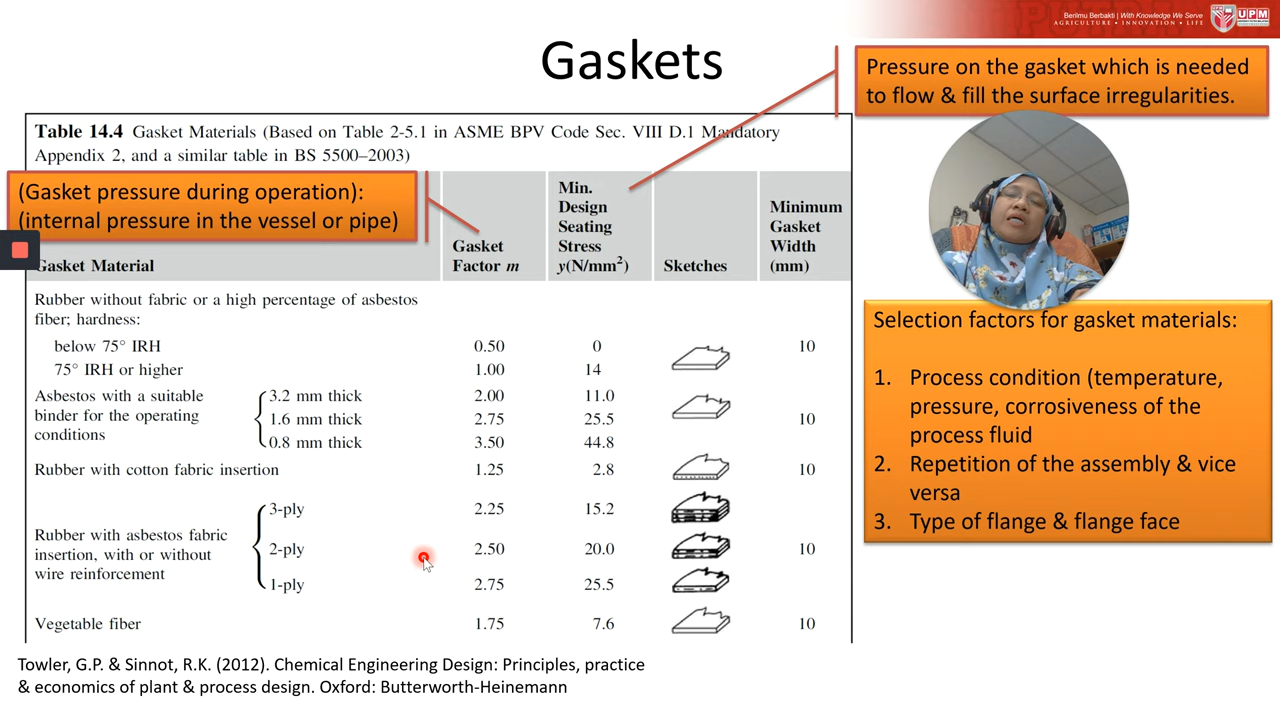 Berilmu Berbakti | With Knowledge We Serve
AGRICULTURE • INNOVATION • LIFE
UPM
Gaskets
Pressure on the gasket which is needed
to flow & fill the surface irregularities.
Table 14.4 Gasket Materials (Based on Table 2-5.1 in ASME BPV Code Sec. VIII D.1 Mandatory
Appendix 2, and a similar table in BS 5500–2003)
(Gasket pressure during operation):
(internal pressure in the vessel or pipe)
Gasket Material
Gasket
Factor m
Min.
Design
Seating
Stress
y(N/mm²)
Sketches
Minimum
Gasket
Width
(mm)
Rubber without fabric or a high percentage of asbestos
fiber; hardness:
below 75° IRH 0.50 0 10
75° IRH or higher 1.00 14
Asbestos with a suitable
binder for the operating
conditions
3.2 mm thick 2.00 11.0
1.6 mm thick 2.75 25.5 10
0.8 mm thick 3.50 44.8
Rubber with cotton fabric insertion 1.25 2.8 10
Rubber with asbestos fabric
insertion, with or without
wire reinforcement
3-ply 2.25 15.2
2-ply 2.50 20.0 10
1-ply 2.75 25.5
Vegetable fiber 1.75 7.6 10
Selection factors for gasket materials:
1. Process condition (temperature,
pressure, corrosiveness of the
process fluid
2. Repetition of the assembly & vice
versa
3. Type of flange & flange face
Towler, G.P. & Sinnot, R.K. (2012). Chemical Engineering Design: Principles, practice
& economics of plant & process design. Oxford: Butterworth-Heinemann